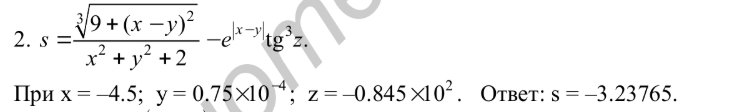 2. s = ∛(9 + (x – y)²) / (x² + y² + 2) – e^|x–y| tg³z.
При x = –4.5; y = 0.75×10⁻⁴; z = –0.845×10². Ответ: s = –3.23765.